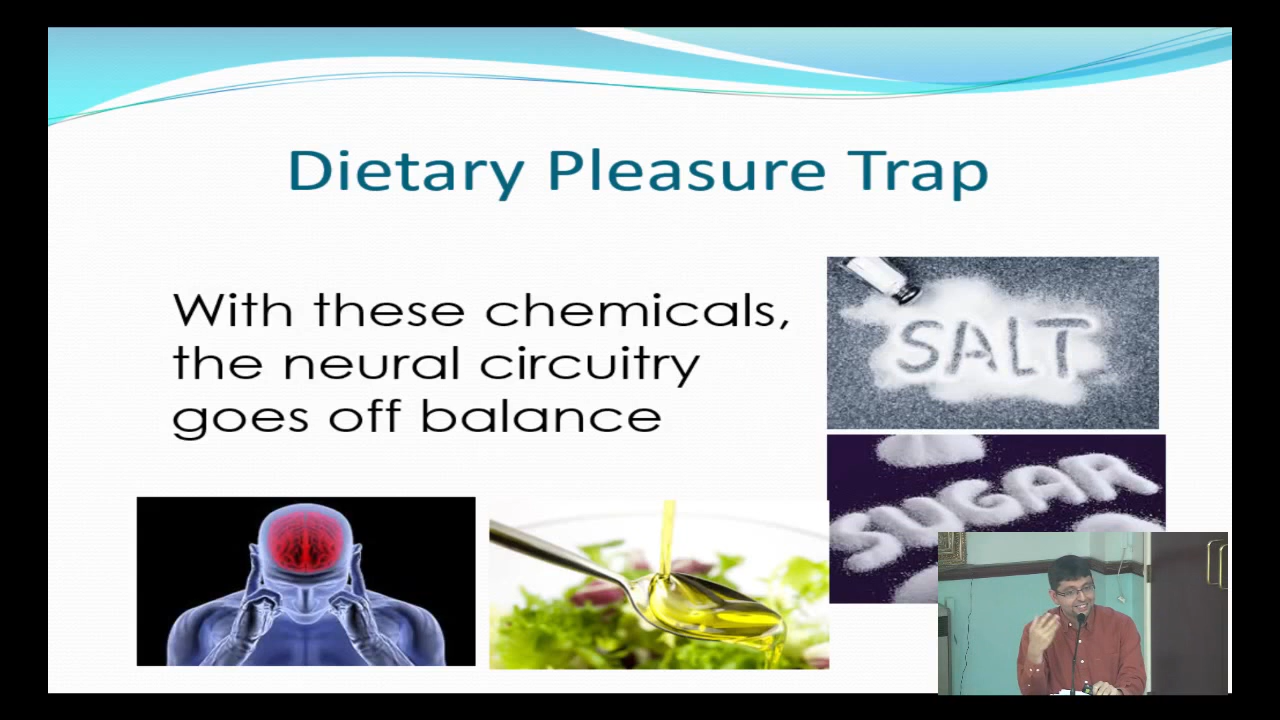 Dietary Pleasure Trap
With these chemicals,
the neural circuitry
goes off balance
SALT
SUGAR